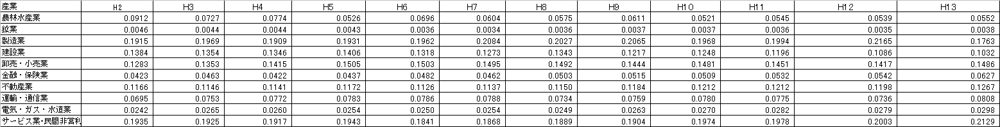 産業 H2 H3 H4 H5 H6 H7 H8 H9 H10 H11 H12 H13
農林水産業 0.0912 0.0727 0.0774 0.0526 0.0696 0.0604 0.0575 0.0611 0.0521 0.0545 0.0539 0.0552
鉱業 0.0046 0.0044 0.0044 0.0043 0.0036 0.0034 0.0036 0.0037 0.0037 0.0036 0.0035 0.0038
製造業 0.1915 0.1969 0.1909 0.1931 0.1962 0.2084 0.2027 0.2065 0.1968 0.1994 0.2165 0.1763
建設業 0.1384 0.1354 0.1346 0.1406 0.1318 0.1273 0.1343 0.1217 0.1248 0.1196 0.1086 0.1032
卸売・小売業 0.1283 0.1353 0.1415 0.1505 0.1503 0.1495 0.1492 0.1444 0.1481 0.1451 0.1417 0.1486
金融・保険業 0.0423 0.0463 0.0422 0.0437 0.0482 0.0462 0.0503 0.0515 0.0509 0.0532 0.0542 0.0627
不動産業 0.1166 0.1146 0.1141 0.1172 0.1126 0.1137 0.1150 0.1184 0.1212 0.1212 0.1198 0.1267
運輸・通信業 0.0695 0.0753 0.0772 0.0783 0.0786 0.0788 0.0734 0.0759 0.0780 0.0775 0.0736 0.0808
電気・ガス・水道業 0.0242 0.0265 0.0260 0.0254 0.0250 0.0254 0.0249 0.0263 0.0270 0.0282 0.0279 0.0298
サービス業・民間非営利 0.1935 0.1925 0.1917 0.1943 0.1841 0.1868 0.1889 0.1904 0.1974 0.1978 0.2003 0.2129